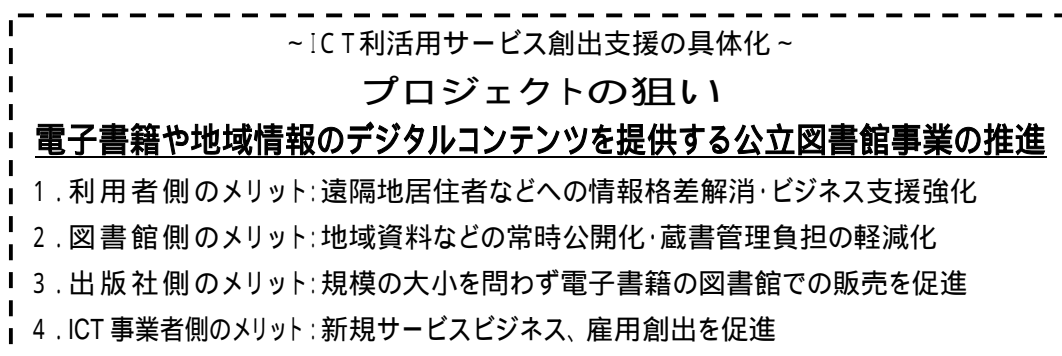 ~ICT利活用サービス創出支援の具体化~
プロジェクトの狙い
電子書籍や地域情報のデジタルコンテンツを提供する公立図書館事業の推進
1.利用者側のメリット:遠隔地居住者などへの情報格差解消・ビジネス支援強化
2.図書館側のメリット:地域資料などの常時公開化・蔵書管理負担の軽減化
3.出版社側のメリット:規模の大小を問わず電子書籍の図書館での販売を促進
4.ICT事業者側のメリット:新規サービスビジネス、雇用創出を促進